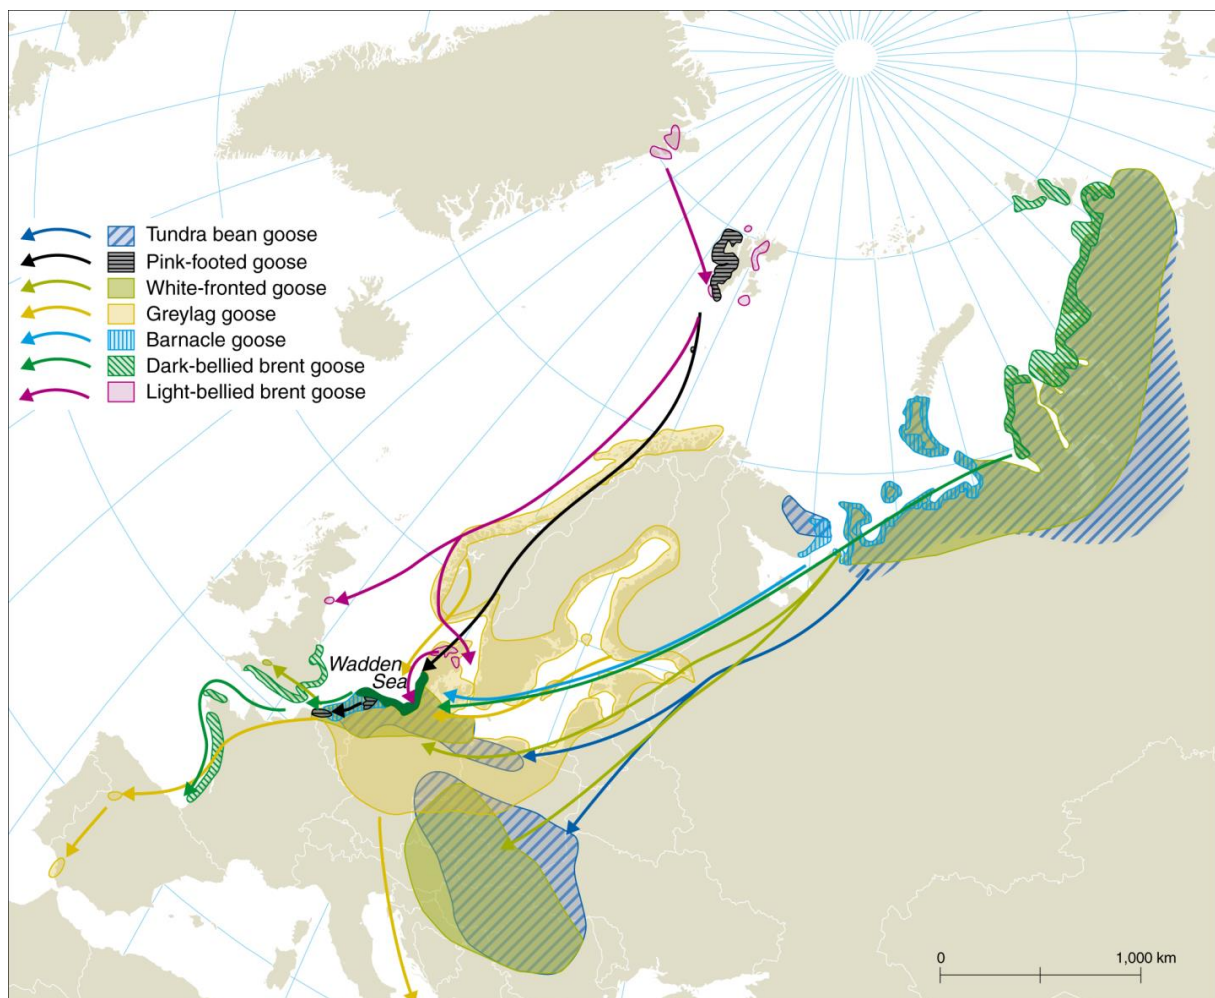 Tundra bean goose
Pink-footed goose
White-fronted goose
Greylag goose
Barnacle goose
Dark-bellied brent goose
Light-bellied brent goose
Wadden
Sea
0 1,000 km